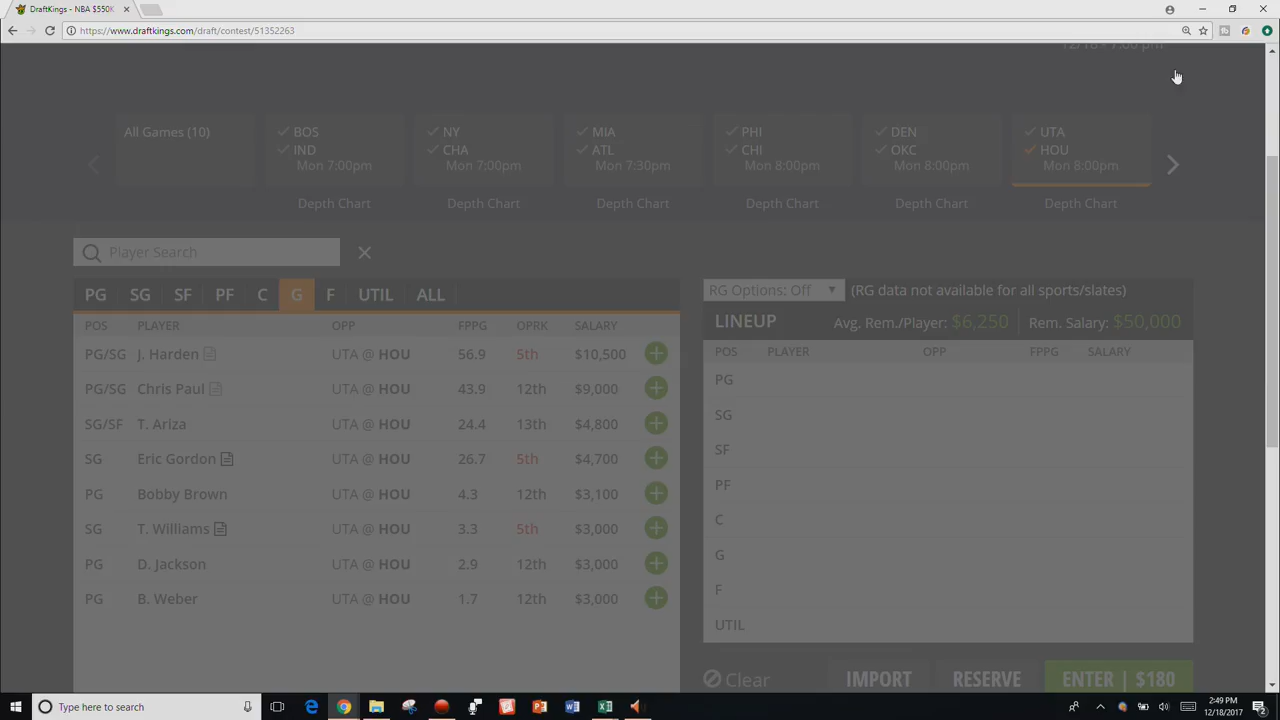 DraftKings - NBA $550K
https://www.draftkings.com/draft/contest/51352263
12/18 - 7:00 pm
All Games (10)
BOS
IND
Mon 7:00pm
NY
CHA
Mon 7:00pm
MIA
ATL
Mon 7:30pm
PHI
CHI
Mon 8:00pm
DEN
OKC
Mon 8:00pm
UTA
HOU
Mon 8:00pm
Depth Chart Depth Chart Depth Chart Depth Chart Depth Chart Depth Chart
Player Search
PG SG SF PF C G F UTIL ALL
POS PLAYER OPP FPPG OPRK SALARY
PG/SG J. Harden UTA @ HOU 56.9 5th $10,500
PG/SG Chris Paul UTA @ HOU 43.9 12th $9,000
SG/SF T. Ariza UTA @ HOU 24.4 13th $4,800
SG Eric Gordon UTA @ HOU 26.7 5th $4,700
PG Bobby Brown UTA @ HOU 4.3 12th $3,100
SG T. Williams UTA @ HOU 3.3 5th $3,000
PG D. Jackson UTA @ HOU 2.9 12th $3,000
PG B. Weber UTA @ HOU 1.7 12th $3,000
RG Options: Off (RG data not available for all sports/slates)
LINEUP Avg. Rem./Player: $6,250 Rem. Salary: $50,000
POS PLAYER OPP FPPG SALARY
PG
SG
SF
PF
C
G
F
UTIL
Clear IMPORT RESERVE ENTER | $180
Type here to search
2:49 PM
12/18/2017